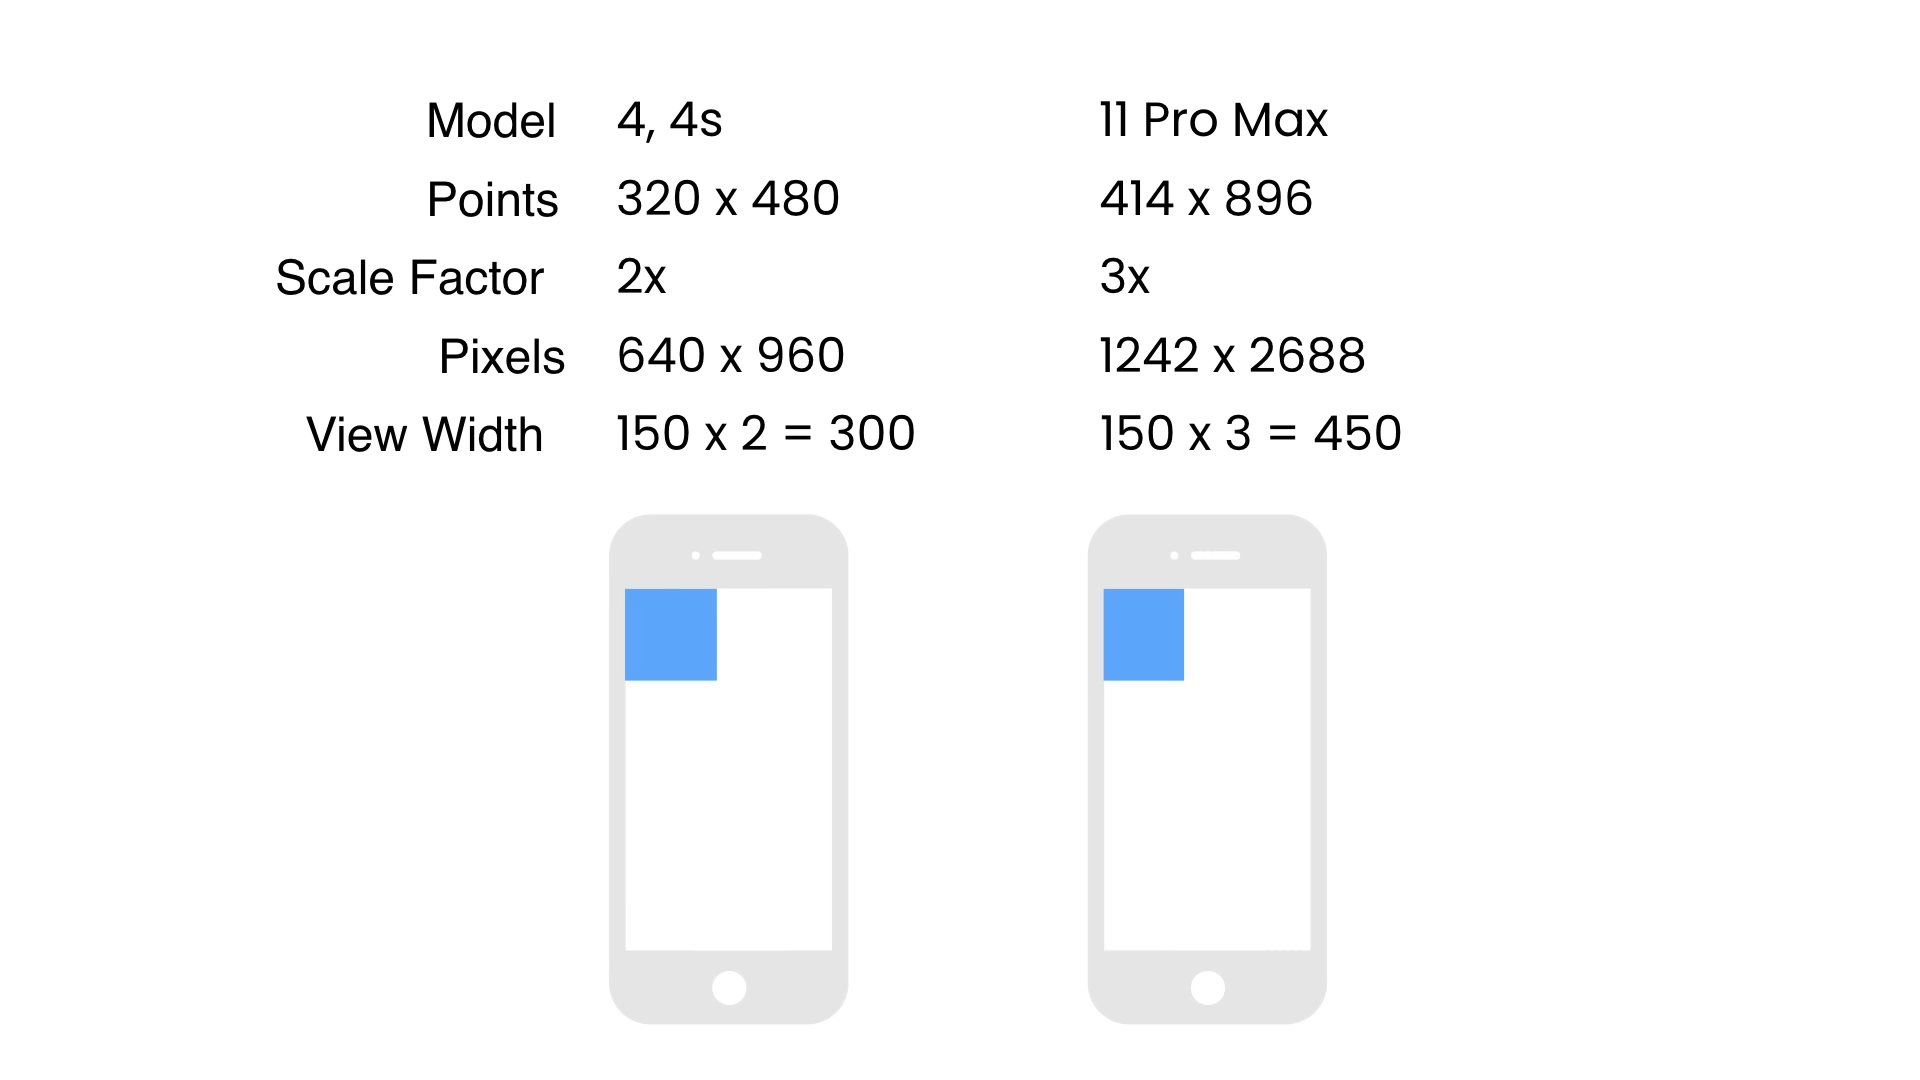 Model 4, 4s 11 Pro Max
Points 320 x 480 414 x 896
Scale Factor 2x 3x
Pixels 640 x 960 1242 x 2688
View Width 150 x 2 = 300 150 x 3 = 450